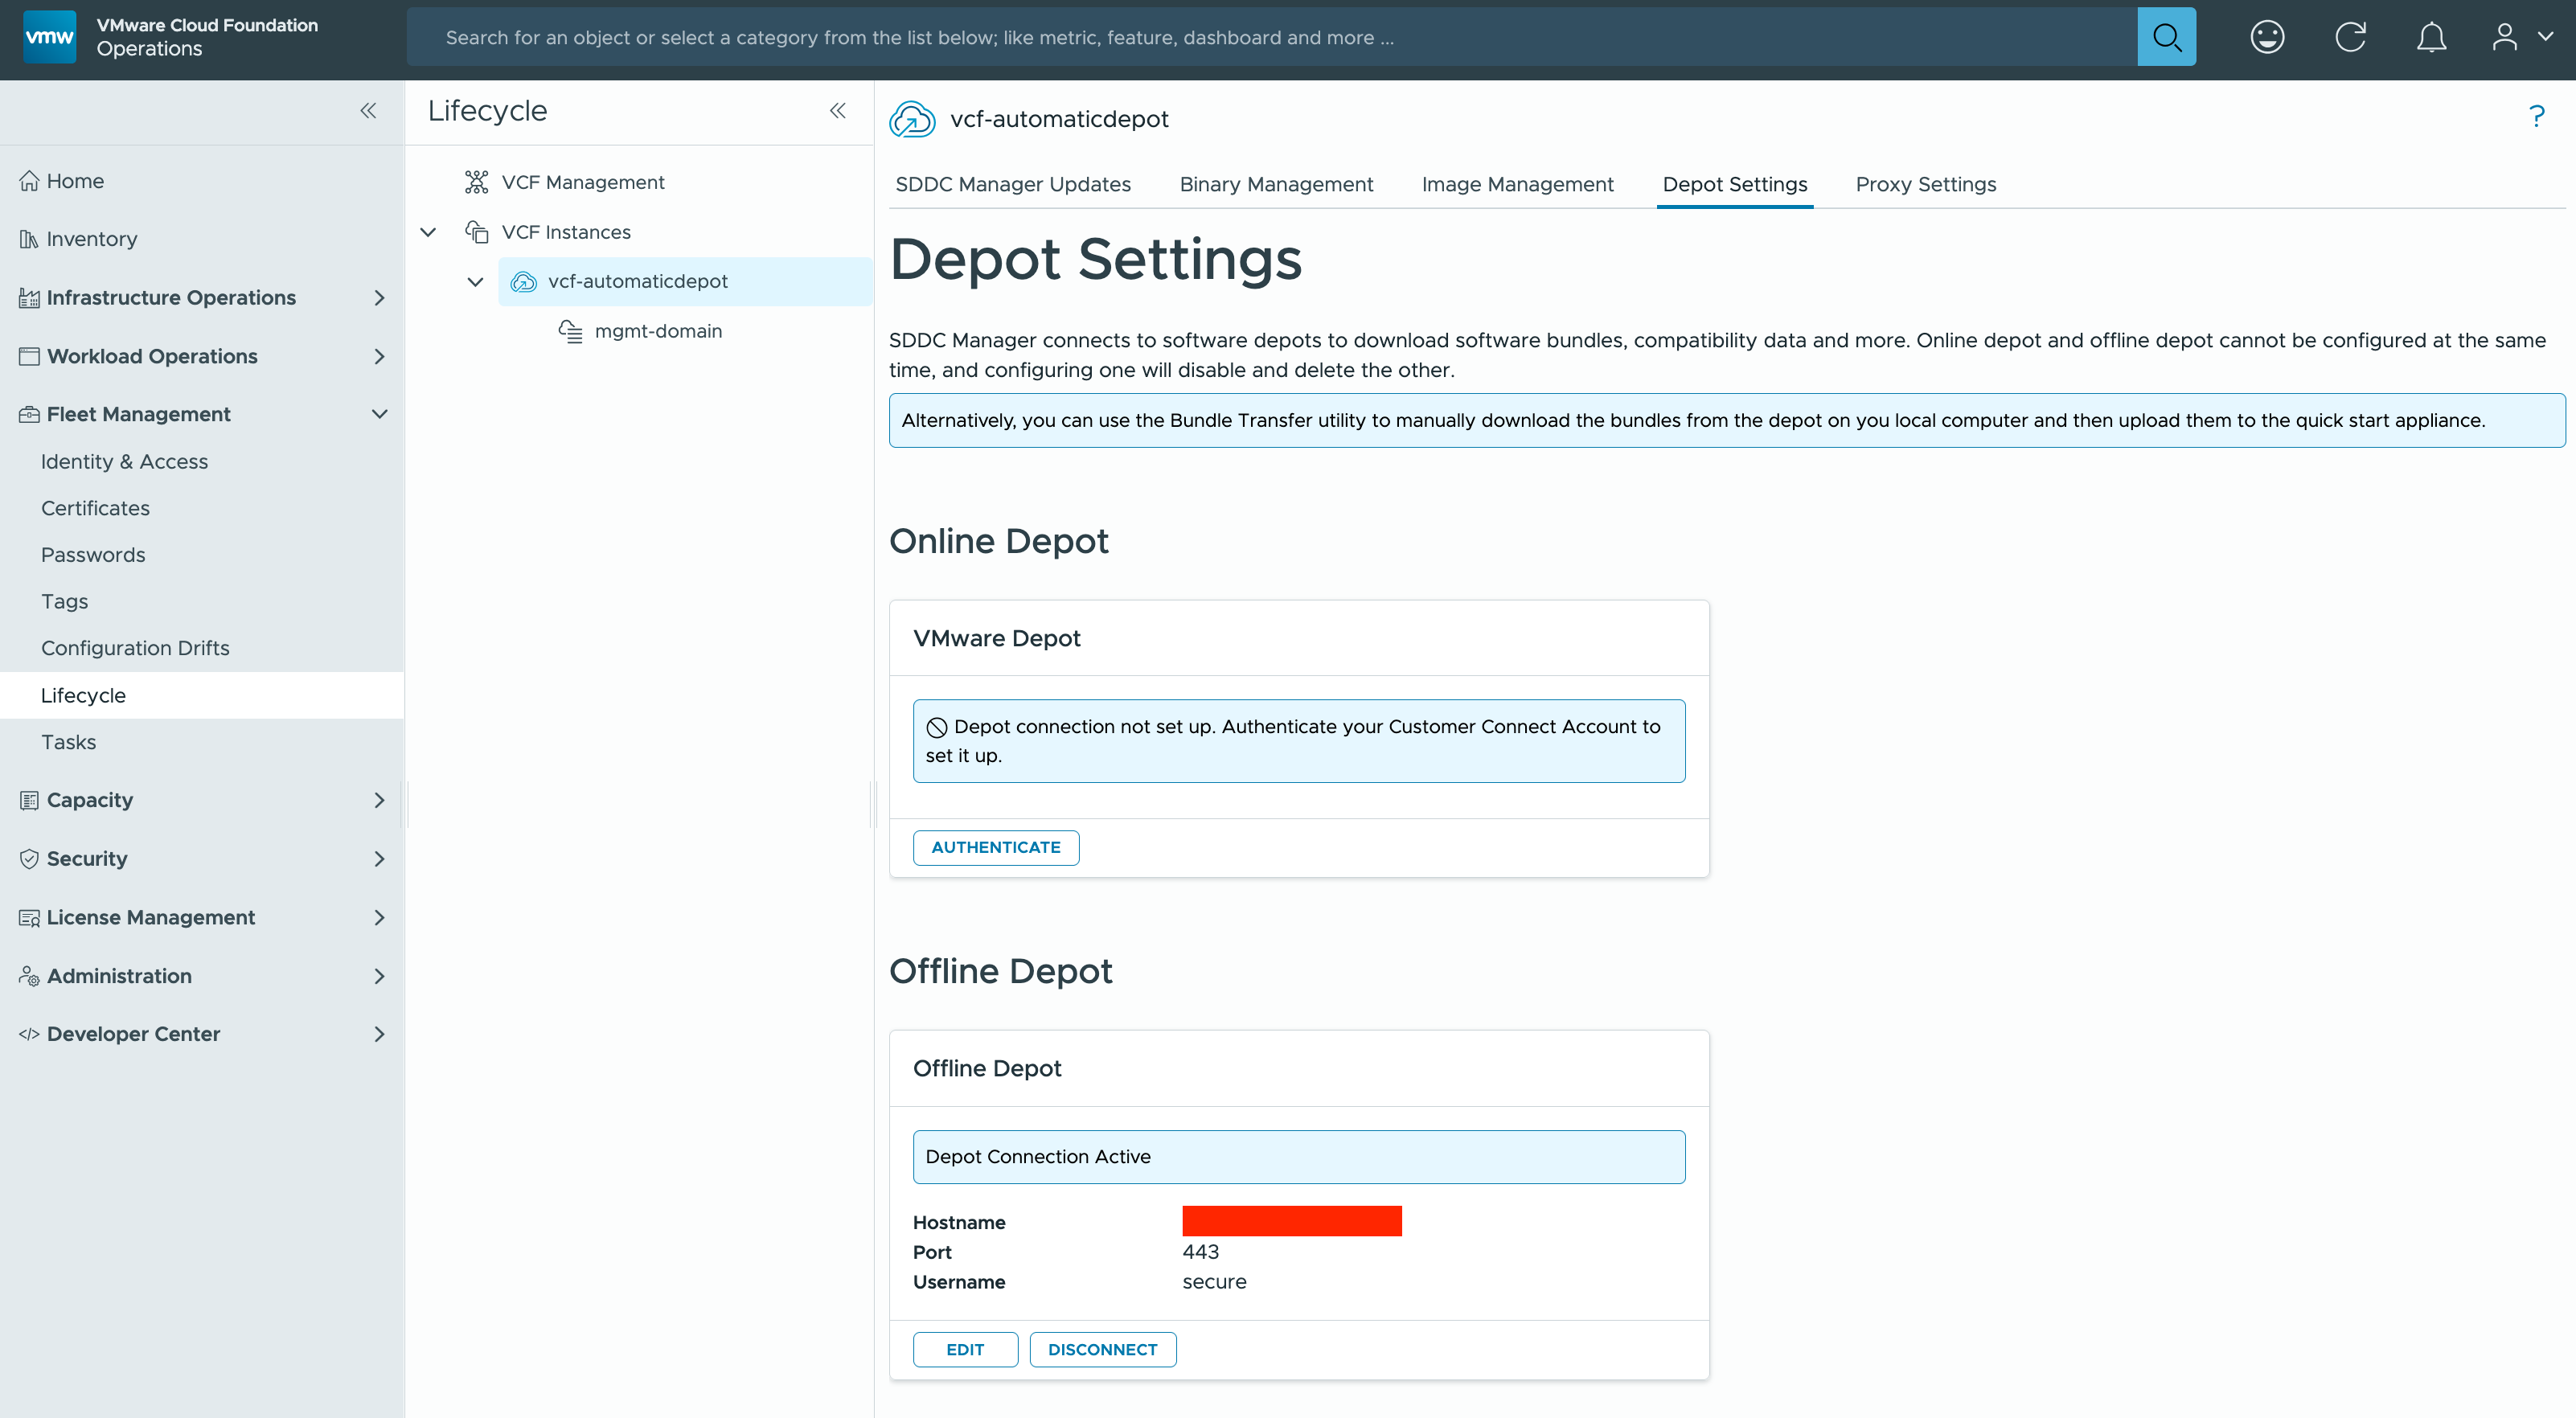 vmw
VMware Cloud Foundation
Operations
Search for an object or select a category from the list below; like metric, feature, dashboard and more ...
Home
Inventory
Infrastructure Operations
Workload Operations
Fleet Management
Identity & Access
Certificates
Passwords
Tags
Configuration Drifts
Lifecycle
Tasks
Capacity
Security
License Management
Administration
Developer Center
Lifecycle
VCF Management
VCF Instances
vcf-automaticdepot
mgmt-domain
vcf-automaticdepot
?
SDDC Manager Updates
Binary Management
Image Management
Depot Settings
Proxy Settings
Depot Settings
SDDC Manager connects to software depots to download software bundles, compatibility data and more. Online depot and offline depot cannot be configured at the same
time, and configuring one will disable and delete the other.
Alternatively, you can use the Bundle Transfer utility to manually download the bundles from the depot on you local computer and then upload them to the quick start appliance.
Online Depot
VMware Depot
Depot connection not set up. Authenticate your Customer Connect Account to
set it up.
AUTHENTICATE
Offline Depot
Offline Depot
Depot Connection Active
Hostname
Port 443
Username secure
EDIT DISCONNECT